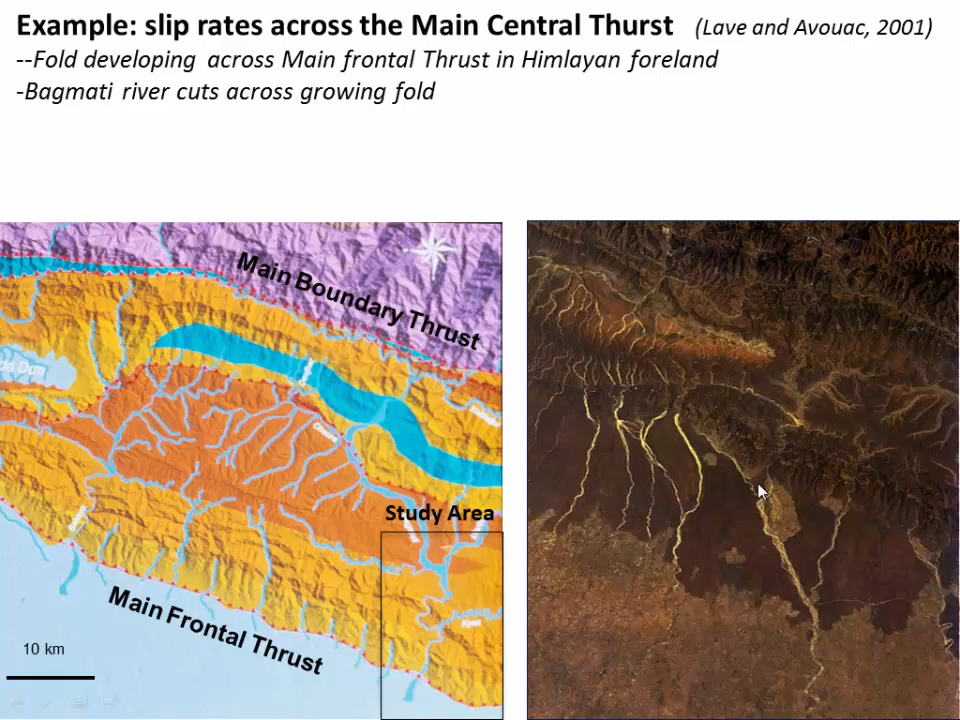 Example: slip rates across the Main Central Thurst (Lave and Avouac, 2001)
--Fold developing across Main frontal Thrust in Himlayan foreland
-Bagmati river cuts across growing fold
Main Boundary Thrust
Dun
Study Area
Main Frontal Thrust
10 km